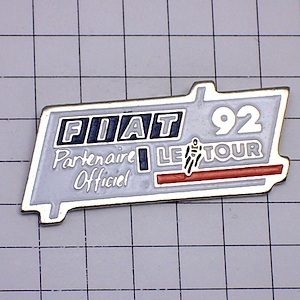 FIAT 92
Partenaire LE TOUR
Officiel